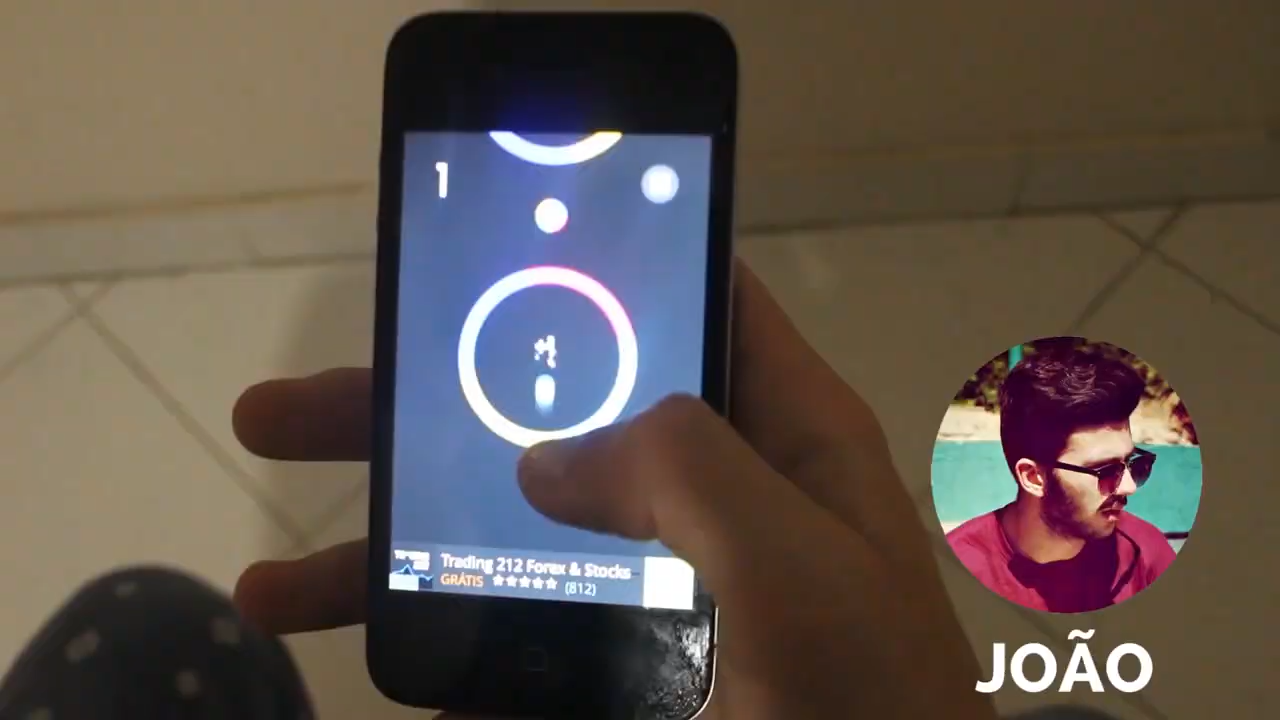 1
Trading 212 Forex & Stocks
GRÁTIS ★★★★★ (812)
JOÃO